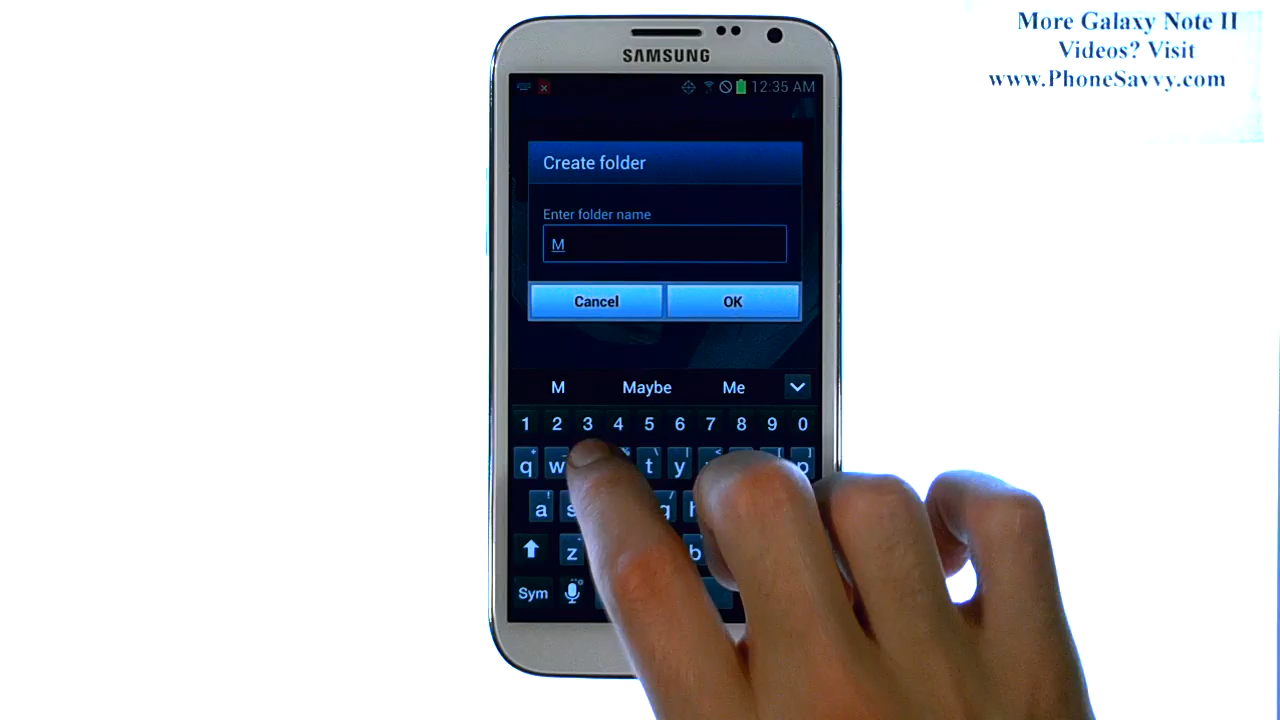 More Galaxy Note II
Videos? Visit
www.PhoneSavvy.com
SAMSUNG
12:35 AM
Create folder
Enter folder name
M
Cancel OK
M Maybe Me
1 2 3 4 5 6 7 8 9 0
q w t y p
a s g h
z b
Sym